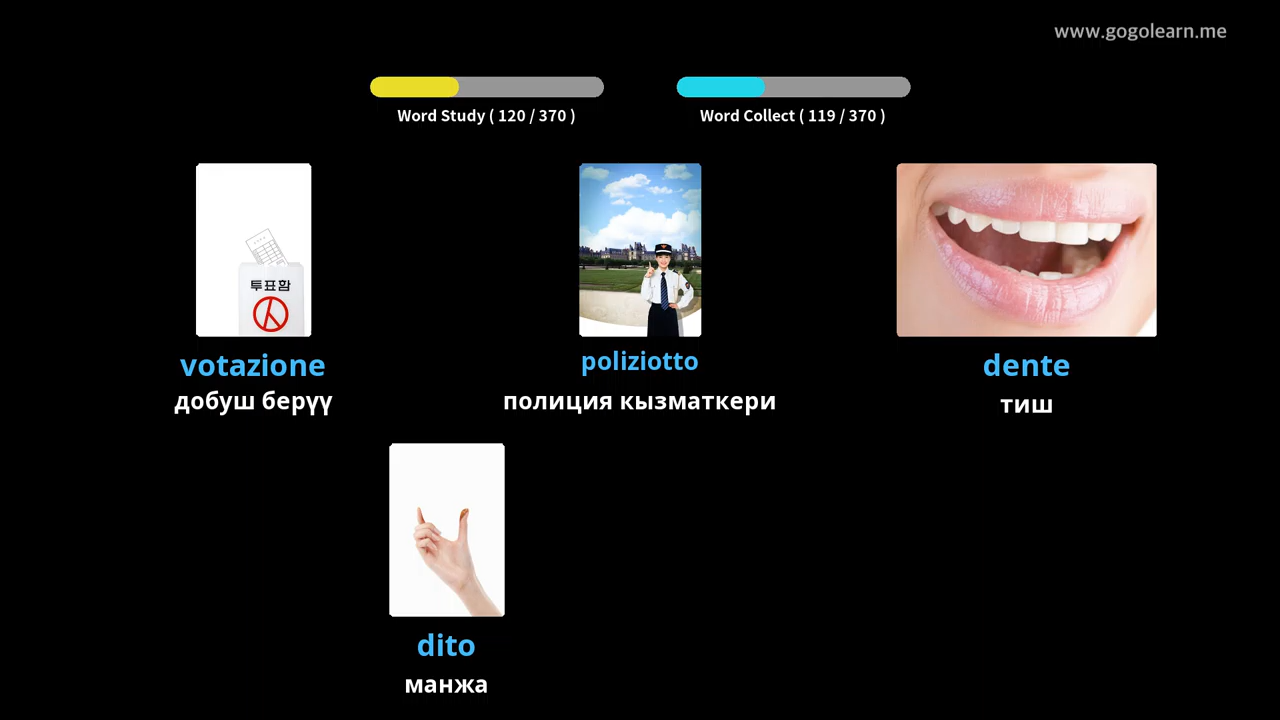 www.gogolearn.me
Word Study ( 120 / 370 )
Word Collect ( 119 / 370 )
투표함
votazione
добуш берүү
poliziotto
полиция кызматкери
dente
тиш
dito
манжа